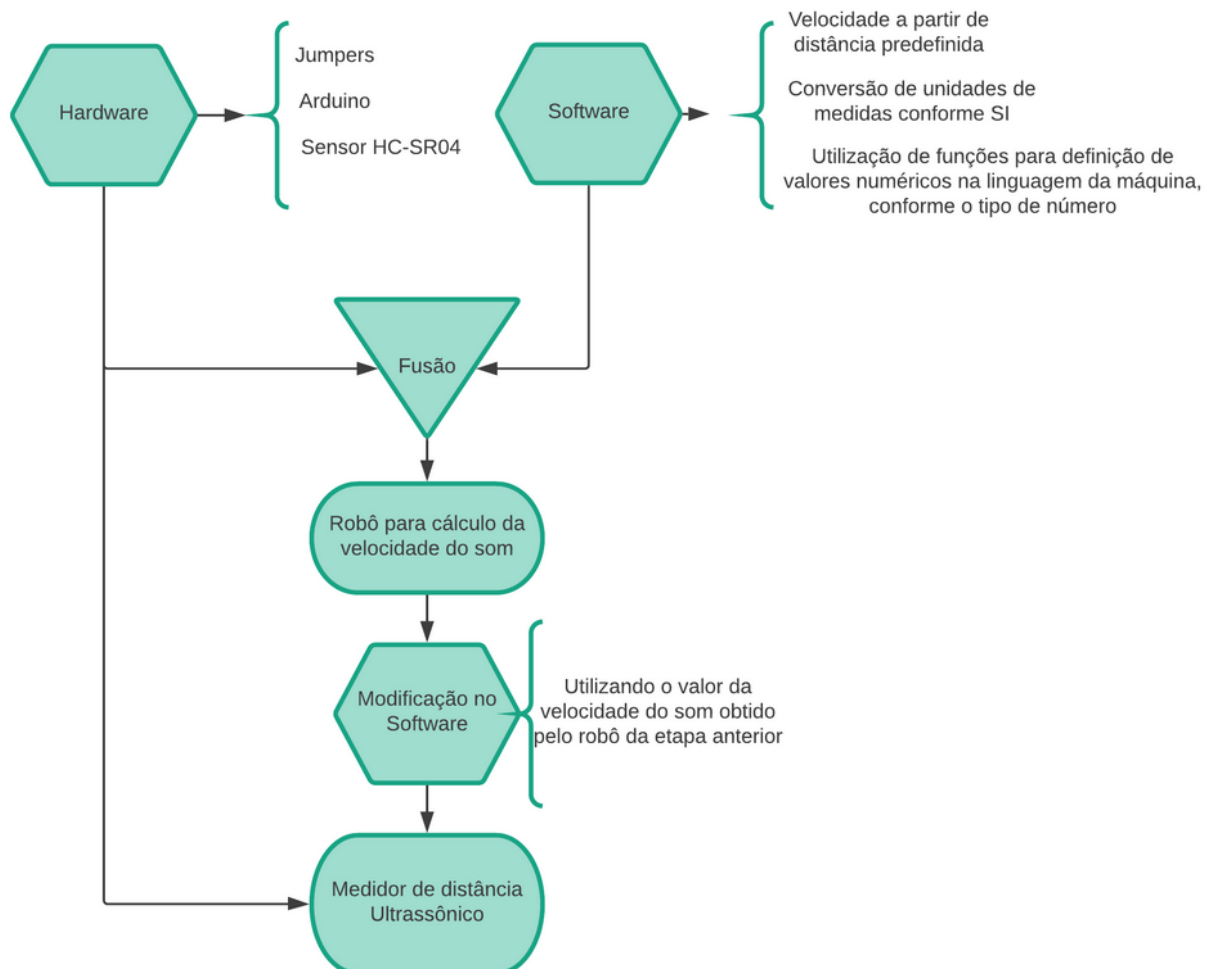 Hardware
Jumpers
Arduino
Sensor HC-SR04
Software
Velocidade a partir de
distância predefinida
Conversão de unidades de
medidas conforme SI
Utilização de funções para definição de
valores numéricos na linguagem da máquina,
conforme o tipo de número
Fusão
Robô para cálculo da
velocidade do som
Modificação no
Software
Utilizando o valor da
velocidade do som obtido
pelo robô da etapa anterior
Medidor de distância
Ultrassônico